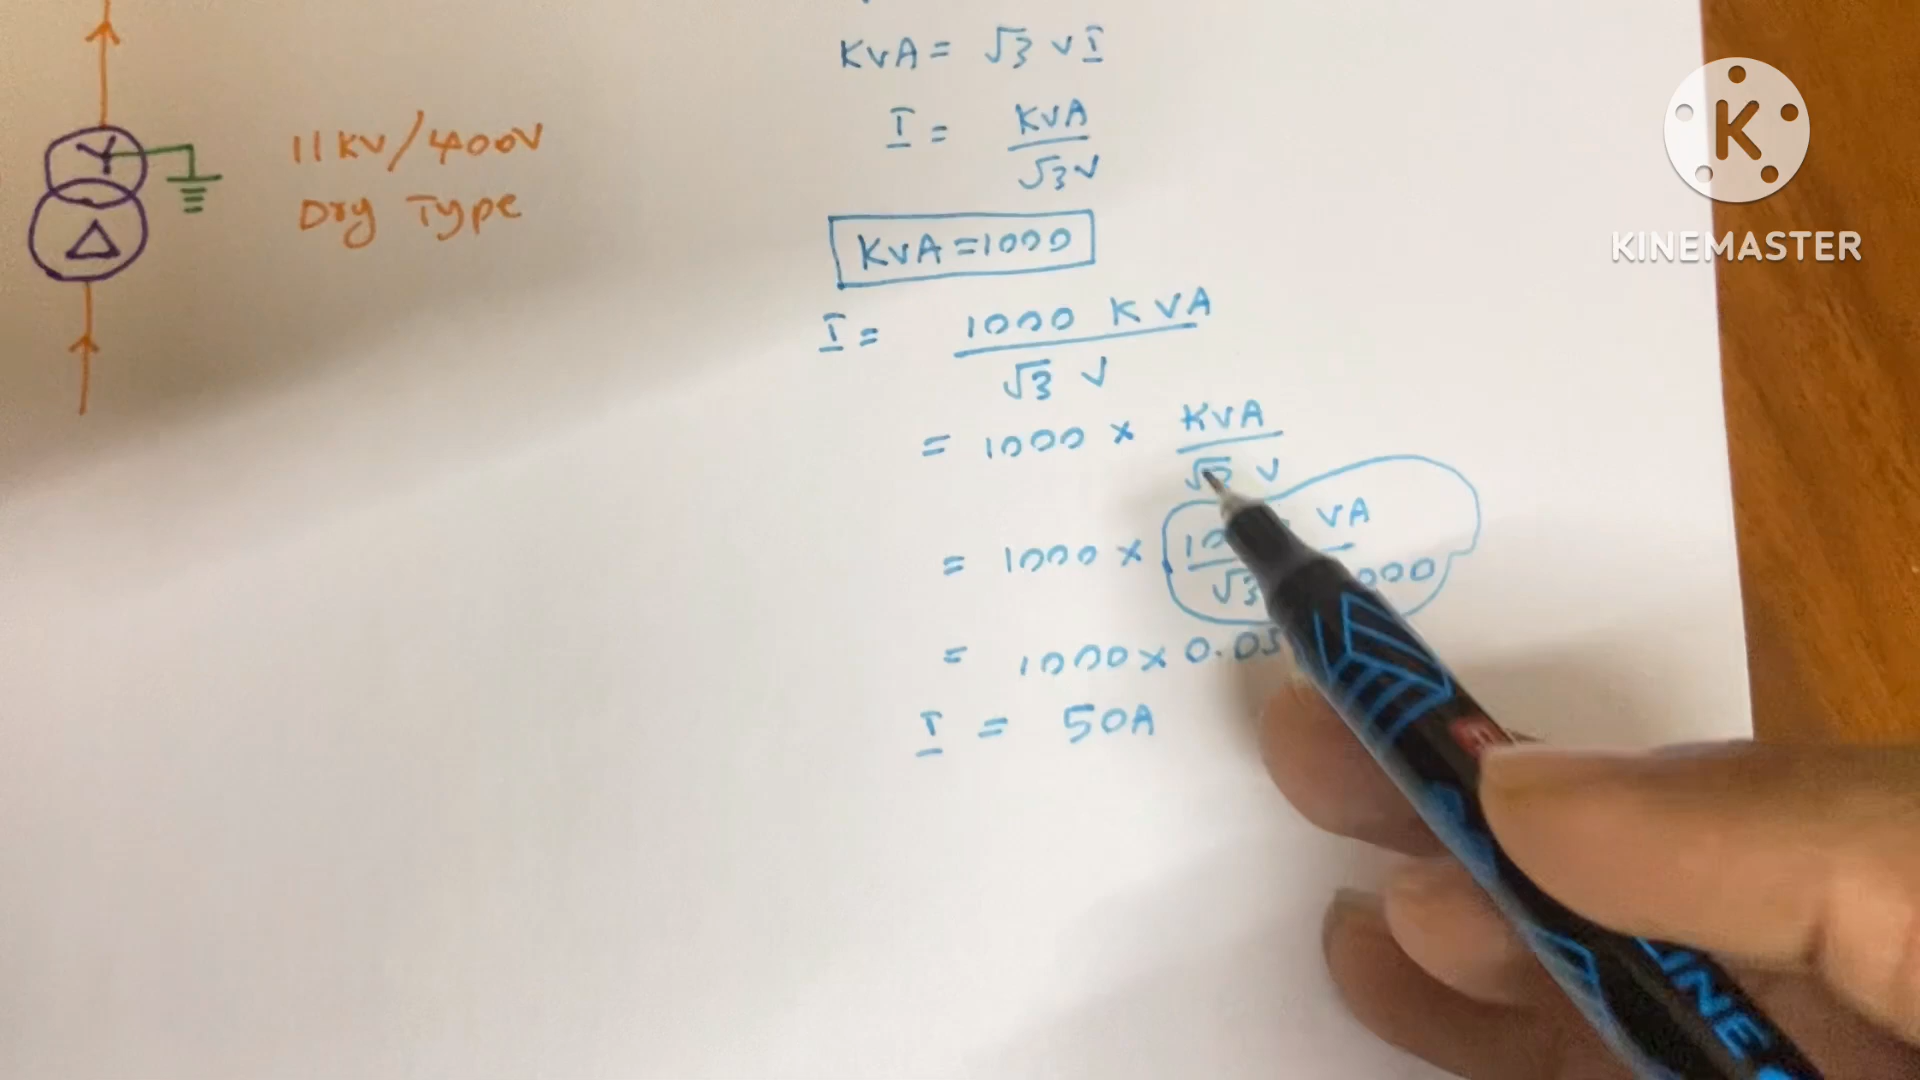 11KV/400V
Dry Type
KVA = √3 V I
I = KVA / √3 V
KVA = 1000
I = 1000 KVA / √3 V
= 1000 × KVA / √3 V
= 1000 × VA / √3
= 1000 × 0.05
I = 50A
K
KINEMASTER